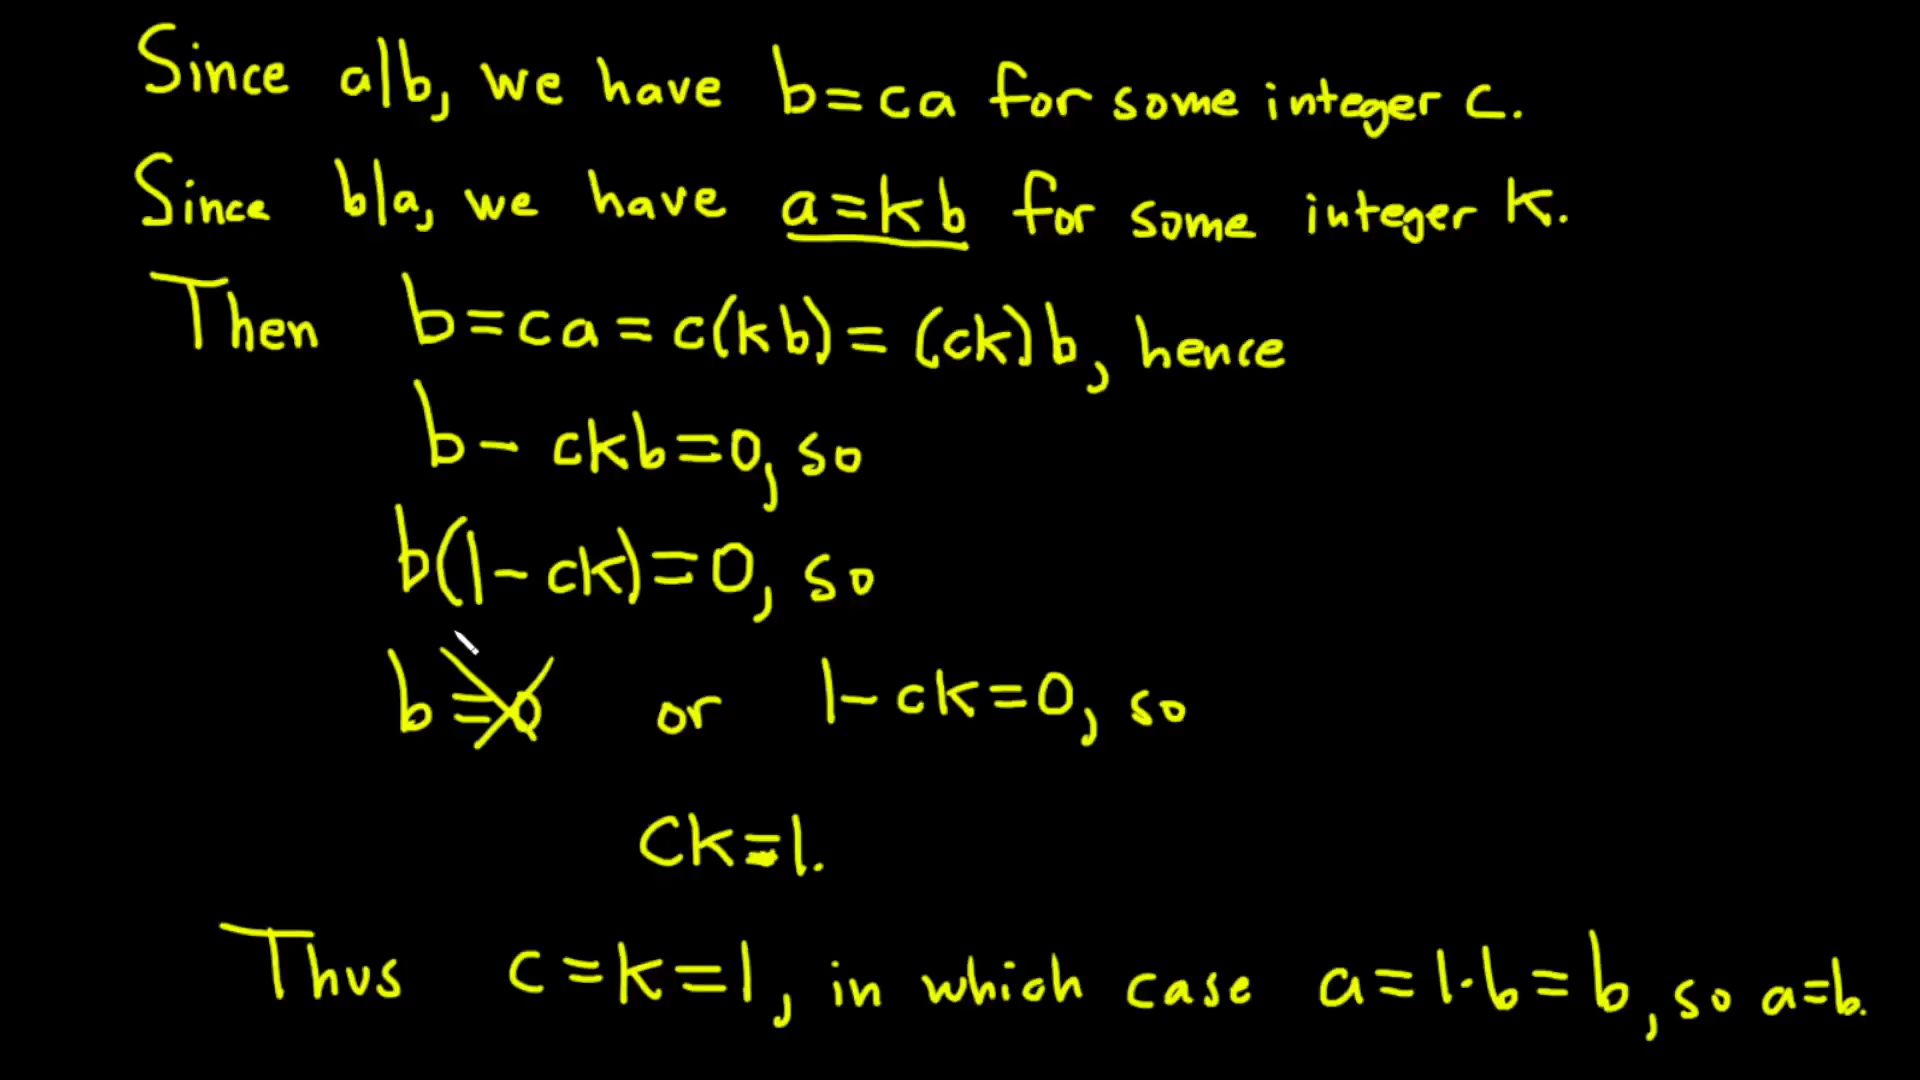 Since a|b, we have b=ca for some integer c.
Since b|a, we have a=kb for some integer k.
Then b=ca=c(kb)=(ck)b, hence
b-ckb=0, so
b(1-ck)=0, so
b=0 or 1-ck=0, so
ck=1.
Thus c=k=1, in which case a=1·b=b, so a=b.